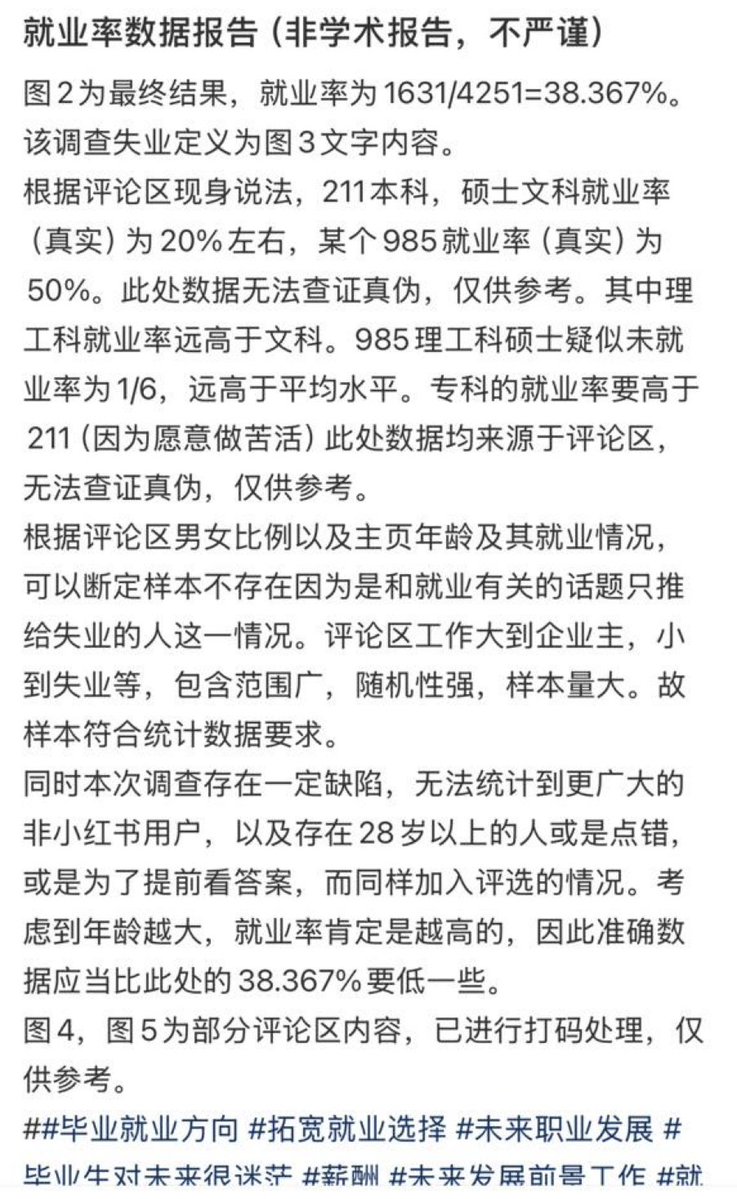 就业率数据报告（非学术报告，不严谨）
图2为最终结果，就业率为1631/4251=38.367%。
该调查失业定义为图3文字内容。
根据评论区现身说法，211本科，硕士文科就业率
（真实）为20%左右，某个985就业率（真实）为
50%。此处数据无法查证真伪，仅供参考。其中理
工科就业率远高于文科。985理工科硕士疑似未就
业率为1/6，远高于平均水平。专科的就业率要高于
211（因为愿意做苦活）此处数据均来源于评论区，
无法查证真伪，仅供参考。
根据评论区男女比例以及主页年龄及其就业情况，
可以断定样本不存在因为是和就业有关的话题只推
给失业的人这一情况。评论区工作大到企业主，小
到失业等，包含范围广，随机性强，样本量大。故
样本符合统计数据要求。
同时本次调查存在一定缺陷，无法统计到更广大的
非小红书用户，以及存在28岁以上的人或是点错，
或是为了提前看答案，而同样加入评选的情况。考
虑到年龄越大，就业率肯定是越高的，因此准确数
据应当比此处的38.367%要低一些。
图4，图5为部分评论区内容，已进行打码处理，仅
供参考。
##毕业就业方向 #拓宽就业选择 #未来职业发展 #
毕业生对未来很迷茫 #薪酬 #未来发展前景工作 #就